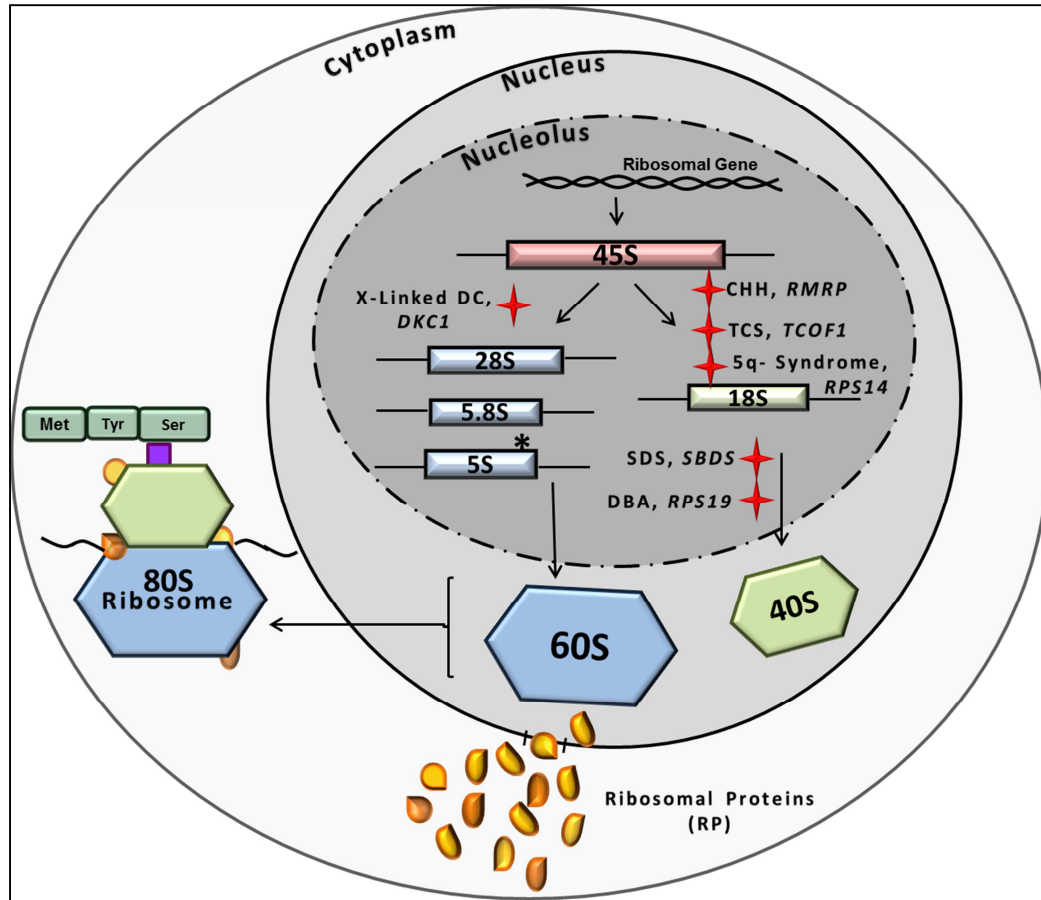 Cytoplasm
Nucleus
Nucleolus
Ribosomal Gene
45S
X-Linked DC,
DKC1
CHH, RMRP
TCS, TCOF1
5q- Syndrome,
RPS14
28S
18S
5.8S
*
5S
SDS, SBDS
DBA, RPS19
Met Tyr Ser
80S
Ribosome
60S
40S
Ribosomal Proteins
(RP)